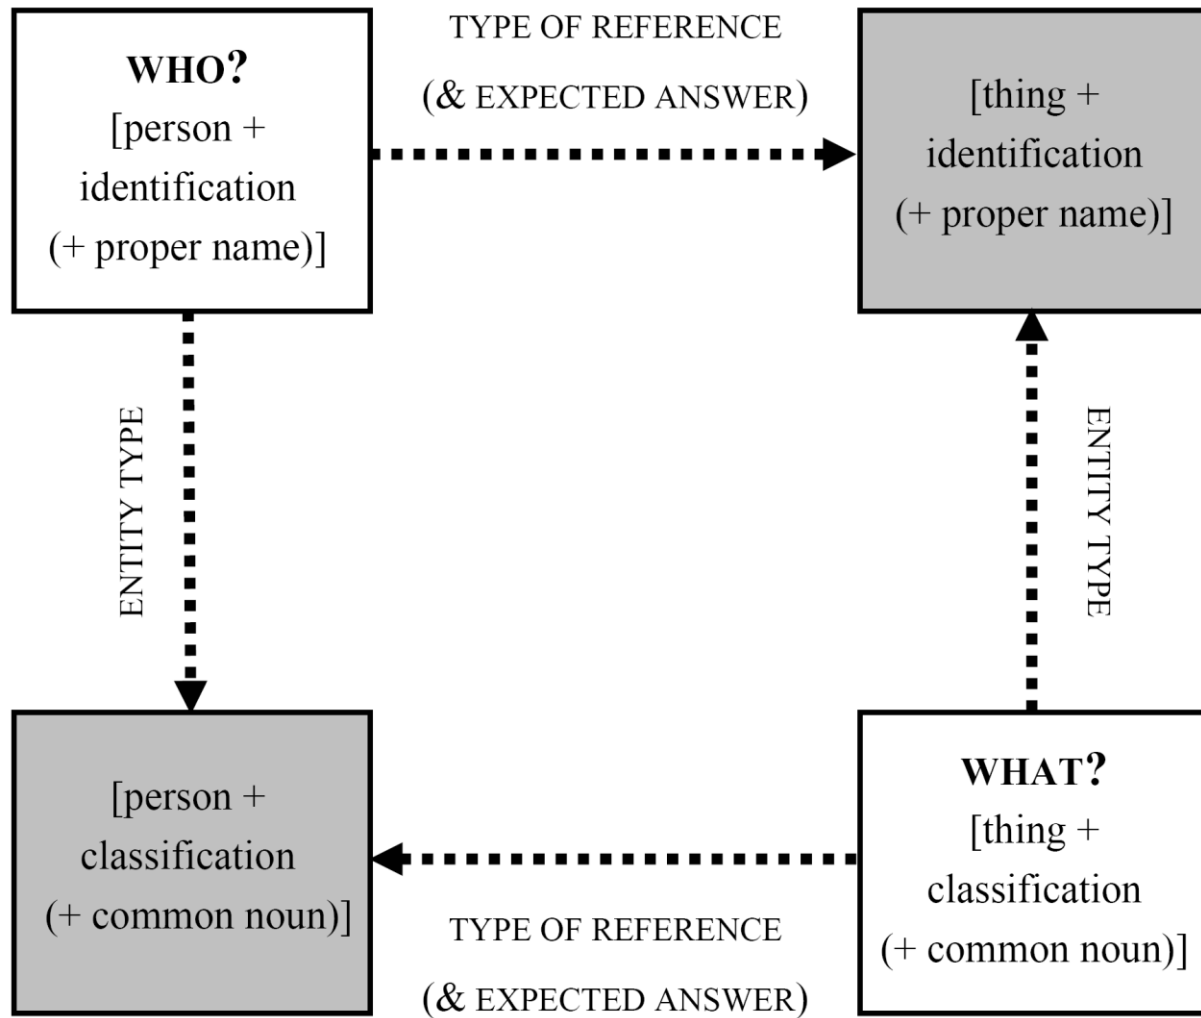 WHO?
[person +
identification
(+ proper name)]
TYPE OF REFERENCE
(& EXPECTED ANSWER)
[thing +
identification
(+ proper name)]
ENTITY TYPE
ENTITY TYPE
[person +
classification
(+ common noun)]
TYPE OF REFERENCE
(& EXPECTED ANSWER)
WHAT?
[thing +
classification
(+ common noun)]